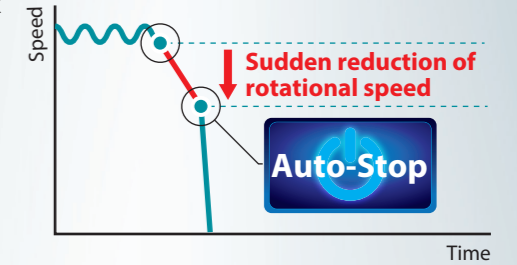 Speed
Sudden reduction of
rotational speed
Auto-Stop
Time